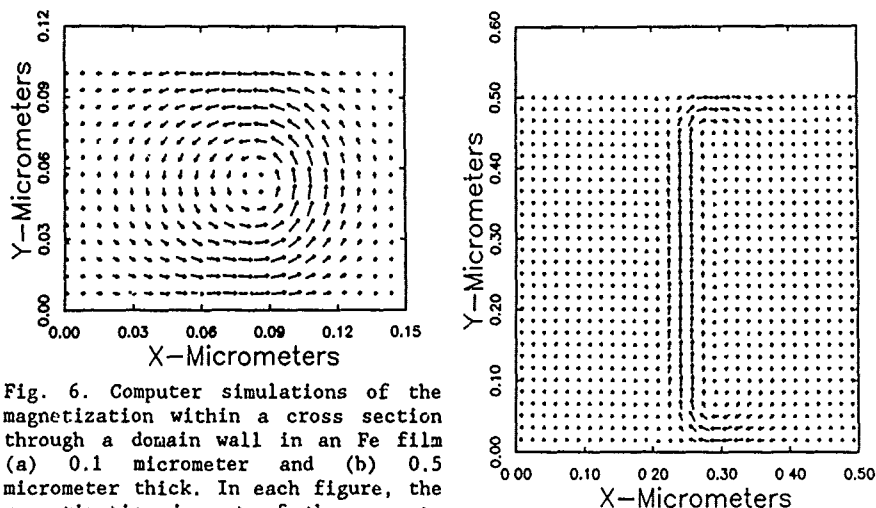 0.12
0.09
0.06
0.03
0.00
Y-Micrometers
0.00 0.03 0.06 0.09 0.12 0.15
X-Micrometers
0.60
0.50
0.40
0.30
0.20
0.10
0.00
Y-Micrometers
0.00 0.10 0 20 0.30 0 40 0.50
X-Micrometers
Fig. 6. Computer simulations of the
magnetization within a cross section
through a domain wall in an Fe film
(a) 0.1 micrometer and (b) 0.5
micrometer thick. In each figure, the